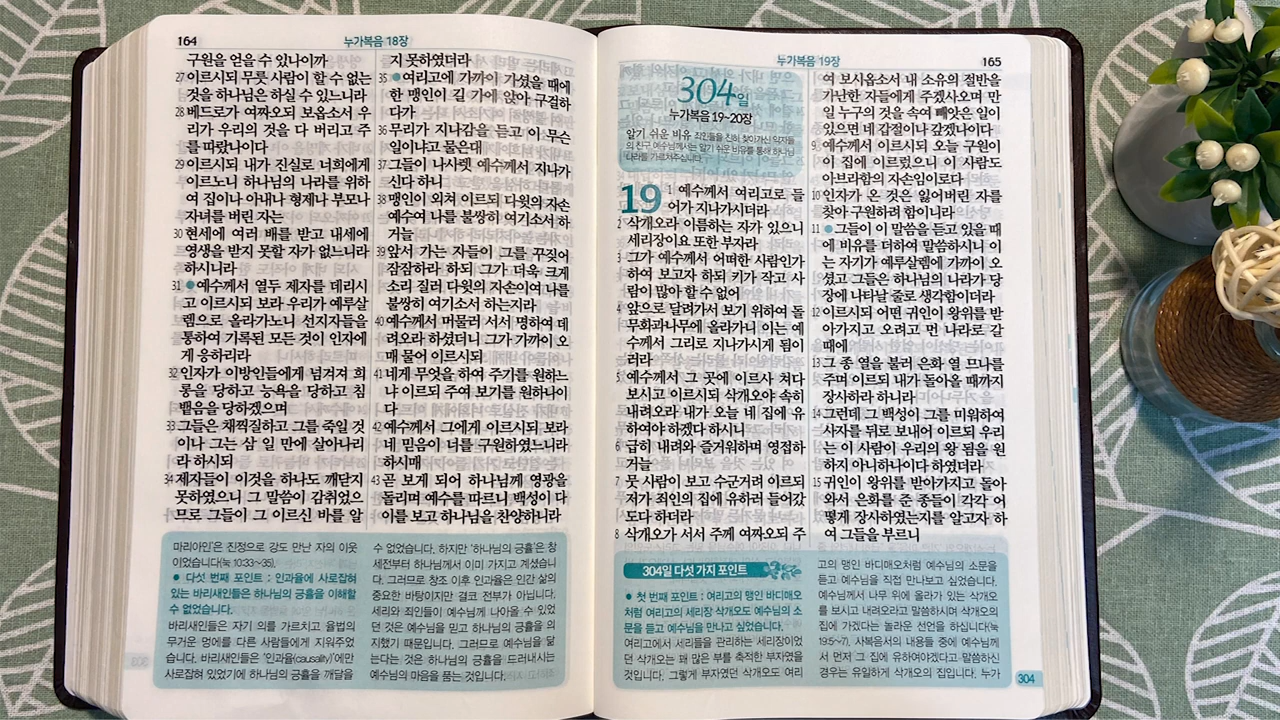 164
누가복음 18장
구원을 얻을 수 있나이까
27 이르시되 무릇 사람이 할 수 없는
것을 하나님은 하실 수 있느니라
28 베드로가 여짜오되 보옵소서 우
리가 우리의 것을 다 버리고 주
를 따랐나이다
29 이르시되 내가 진실로 너희에게
이르노니 하나님의 나라를 위하
여 집이나 아내나 형제나 부모나
자녀를 버린 자는
30 현세에 여러 배를 받고 내세에
영생을 받지 못할 자가 없느니라
하시니라
31 ●예수께서 열두 제자를 데리시
고 이르시되 보라 우리가 예루살
렘으로 올라가노니 선지자들을
통하여 기록된 모든 것이 인자에
게 응하리라
32 인자가 이방인들에게 넘겨져 희
롱을 당하고 능욕을 당하고 침
뱉음을 당하겠으며
33 그들은 채찍질하고 그를 죽일 것
이나 그는 삼 일 만에 살아나리
라 하시되
34 제자들이 이것을 하나도 깨닫지
못하였으니 그 말씀이 감취었으
므로 그들이 그 이르신 바를 알
지 못하였더라
35 ●여리고에 가까이 가셨을 때에
한 맹인이 길 가에 앉아 구걸하
다가
36 무리가 지나감을 듣고 이 무슨
일이냐고 물은대
37 그들이 나사렛 예수께서 지나가
신다 하니
38 맹인이 외쳐 이르되 다윗의 자손
예수여 나를 불쌍히 여기소서 하
거늘
39 앞서 가는 자들이 그를 꾸짖어
잠잠하라 하되 그가 더욱 크게
소리 질러 다윗의 자손이여 나를
불쌍히 여기소서 하는지라
40 예수께서 머물러 서서 명하여 데
려오라 하셨더니 그가 가까이 오
매 물어 이르시되
41 네게 무엇을 하여 주기를 원하느
냐 이르되 주여 보기를 원하나이
다
42 예수께서 그에게 이르시되 보라
네 믿음이 너를 구원하였느니라
하시매
43 곧 보게 되어 하나님께 영광을
돌리며 예수를 따르니 백성이 다
이를 보고 하나님을 찬양하니라
마리아인'은 진정으로 강도 만난 자의 이웃
이었습니다(눅 10:33~35).
● 다섯 번째 포인트 : 인과율에 사로잡혀
있는 바리새인들은 하나님의 긍휼을 이해할
수 없었습니다.
바리새인들은 자기 의를 가르치고 율법의
무거운 멍에를 다른 사람들에게 지워주었
습니다. 바리새인들은 '인과율(causality)'에만
사로잡혀 있었기에 하나님의 긍휼을 깨달을
수 없었습니다. 하지만 '하나님의 긍휼'은 창
세전부터 하나님께서 이미 가지고 계셨습니
다. 그러므로 창조 이후 인과율은 인간 삶의
중요한 바탕이지만 결코 전부가 아닙니다.
세리와 죄인들이 예수님께 나아올 수 있었
던 것은 예수님을 믿고 하나님의 긍휼을 의
지했기 때문입니다. 그러므로 예수님을 닮
는다는 것은 하나님의 긍휼을 드러내시는
예수님의 마음을 품는 것입니다.
303
누가복음 19장
165
304일
누가복음 19~20장
알기 쉬운 비유 죄인들을 친히 찾아가신 약자들
의 친구 예수님께서는 알기 쉬운 비유를 통해 하나님
나라를 가르쳐주십니다.
19 1 예수께서 여리고로 들
어가 지나가시더라
2 삭개오라 이름하는 자가 있으니
세리장이요 또한 부자라
3 그가 예수께서 어떠한 사람인가
하여 보고자 하되 키가 작고 사
람이 많아 할 수 없어
4 앞으로 달려가서 보기 위하여 돌
무화과나무에 올라가니 이는 예
수께서 그리로 지나가시게 됨이
러라
5 예수께서 그 곳에 이르사 쳐다
보시고 이르시되 삭개오야 속히
내려오라 내가 오늘 네 집에 유
하여야 하겠다 하시니
6 급히 내려와 즐거워하며 영접하
거늘
7 뭇 사람이 보고 수군거려 이르되
저가 죄인의 집에 유하러 들어갔
도다 하더라
8 삭개오가 서서 주께 여짜오되 주
여 보시옵소서 내 소유의 절반을
가난한 자들에게 주겠사오며 만
일 누구의 것을 속여 빼앗은 일이
있으면 네 갑절이나 갚겠나이다
9 예수께서 이르시되 오늘 구원이
이 집에 이르렀으니 이 사람도
아브라함의 자손임이로다
10 인자가 온 것은 잃어버린 자를
찾아 구원하려 함이니라
11 ●그들이 이 말씀을 듣고 있을 때
에 비유를 더하여 말씀하시니 이
는 자기가 예루살렘에 가까이 오
셨고 그들은 하나님의 나라가 당
장에 나타날 줄로 생각함이더라
12 이르시되 어떤 귀인이 왕위를 받
아가지고 오려고 먼 나라로 갈
때에
13 그 종 열을 불러 은화 열 므나를
주며 이르되 내가 돌아올 때까지
장사하라 하니라
14 그런데 그 백성이 그를 미워하여
사자를 뒤로 보내어 이르되 우리
는 이 사람이 우리의 왕 됨을 원
하지 아니하나이다 하였더라
15 귀인이 왕위를 받아가지고 돌아
와서 은화를 준 종들이 각각 어
떻게 장사하였는지를 알고자 하
여 그들을 부르니
304일 다섯 가지 포인트
● 첫 번째 포인트 : 여리고의 맹인 바디매오
처럼 여리고의 세리장 삭개오도 예수님의 소
문을 듣고 예수님을 만나고 싶었습니다.
여리고에서 세리들을 관리하는 세리장이었
던 삭개오는 꽤 많은 부를 축적한 부자였을
것입니다. 그렇게 부자였던 삭개오도 여리
고의 맹인 바디매오처럼 예수님의 소문을
듣고 예수님을 직접 만나보고 싶었습니다.
예수님께서 나무 위에 올라가 있는 삭개오
를 보시고 내려오라고 말씀하시며 삭개오의
집에 가겠다는 놀라운 선언을 하십니다(눅
19:5~7). 사복음서의 내용들 중에 예수님께
서 먼저 그 집에 유하여야겠다고 말씀하신
경우는 유일하게 삭개오의 집입니다. 누가
304